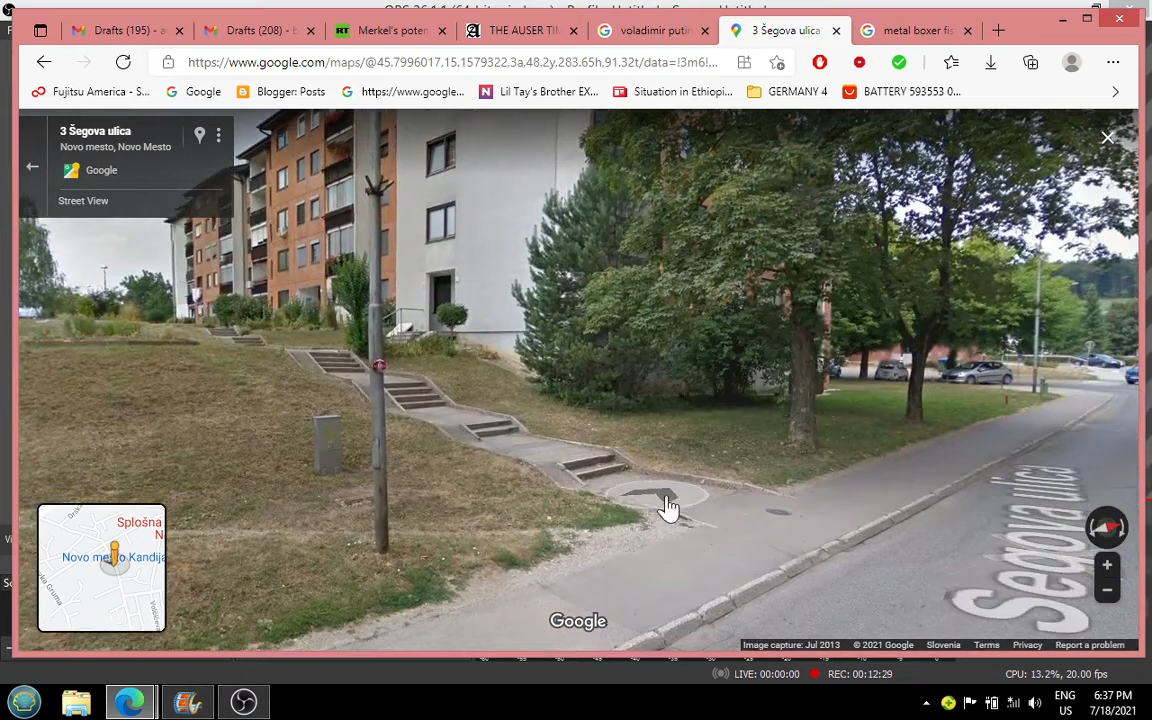 Drafts (195) - a
Drafts (208) - b
RT
Merkel's poten
THE AUSER TIM
voladimir putin
3 Šegova ulica
metal boxer fis
https://www.google.com/maps/@45.7996017,15.1579322,3a,48.2y,283.65h,91.32t/data=!3m6!...
Fujitsu America - S...
Google
Blogger: Posts
https://www.google...
N
Lil Tay's Brother EX...
Situation in Ethiopi...
GERMANY 4
BATTERY 593553 0...
3 Šegova ulica
Novo mesto, Novo Mesto
Google
Street View
Splošna
N
Novo mesto Kandija
Šegova ulica
Google
Image capture: Jul 2013
© 2021 Google
Slovenia
Terms
Privacy
Report a problem
LIVE: 00:00:00
REC: 00:12:29
CPU: 13.2%, 20.00 fps
ENG
US
6:37 PM
7/18/2021